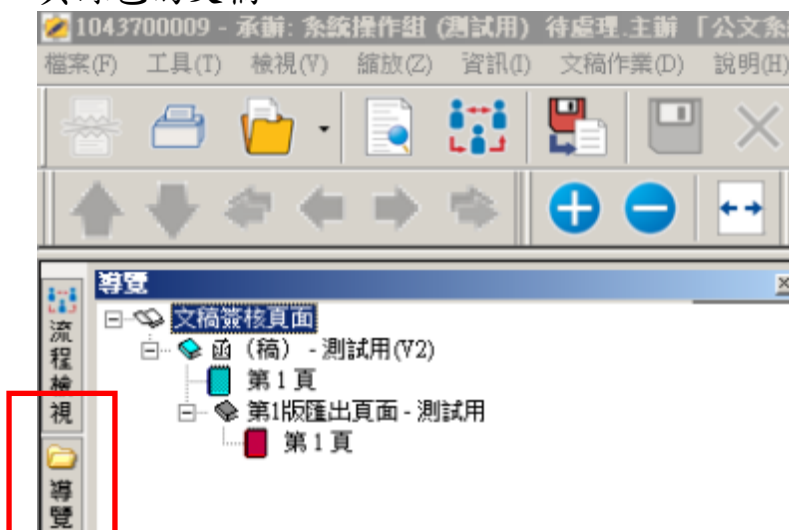 1043700009 - 承辦: 系統操作組 (測試用) 待處理.主辦 「公文系
檔案(F) 工具(T) 檢視(V) 縮放(Z) 資訊(I) 文稿作業(D) 說明(H)
導覽
文稿簽核頁面
函 (稿) - 測試用(V2)
第 1 頁
第1版匯出頁面 - 測試用
第 1 頁
流程檢視
導覽